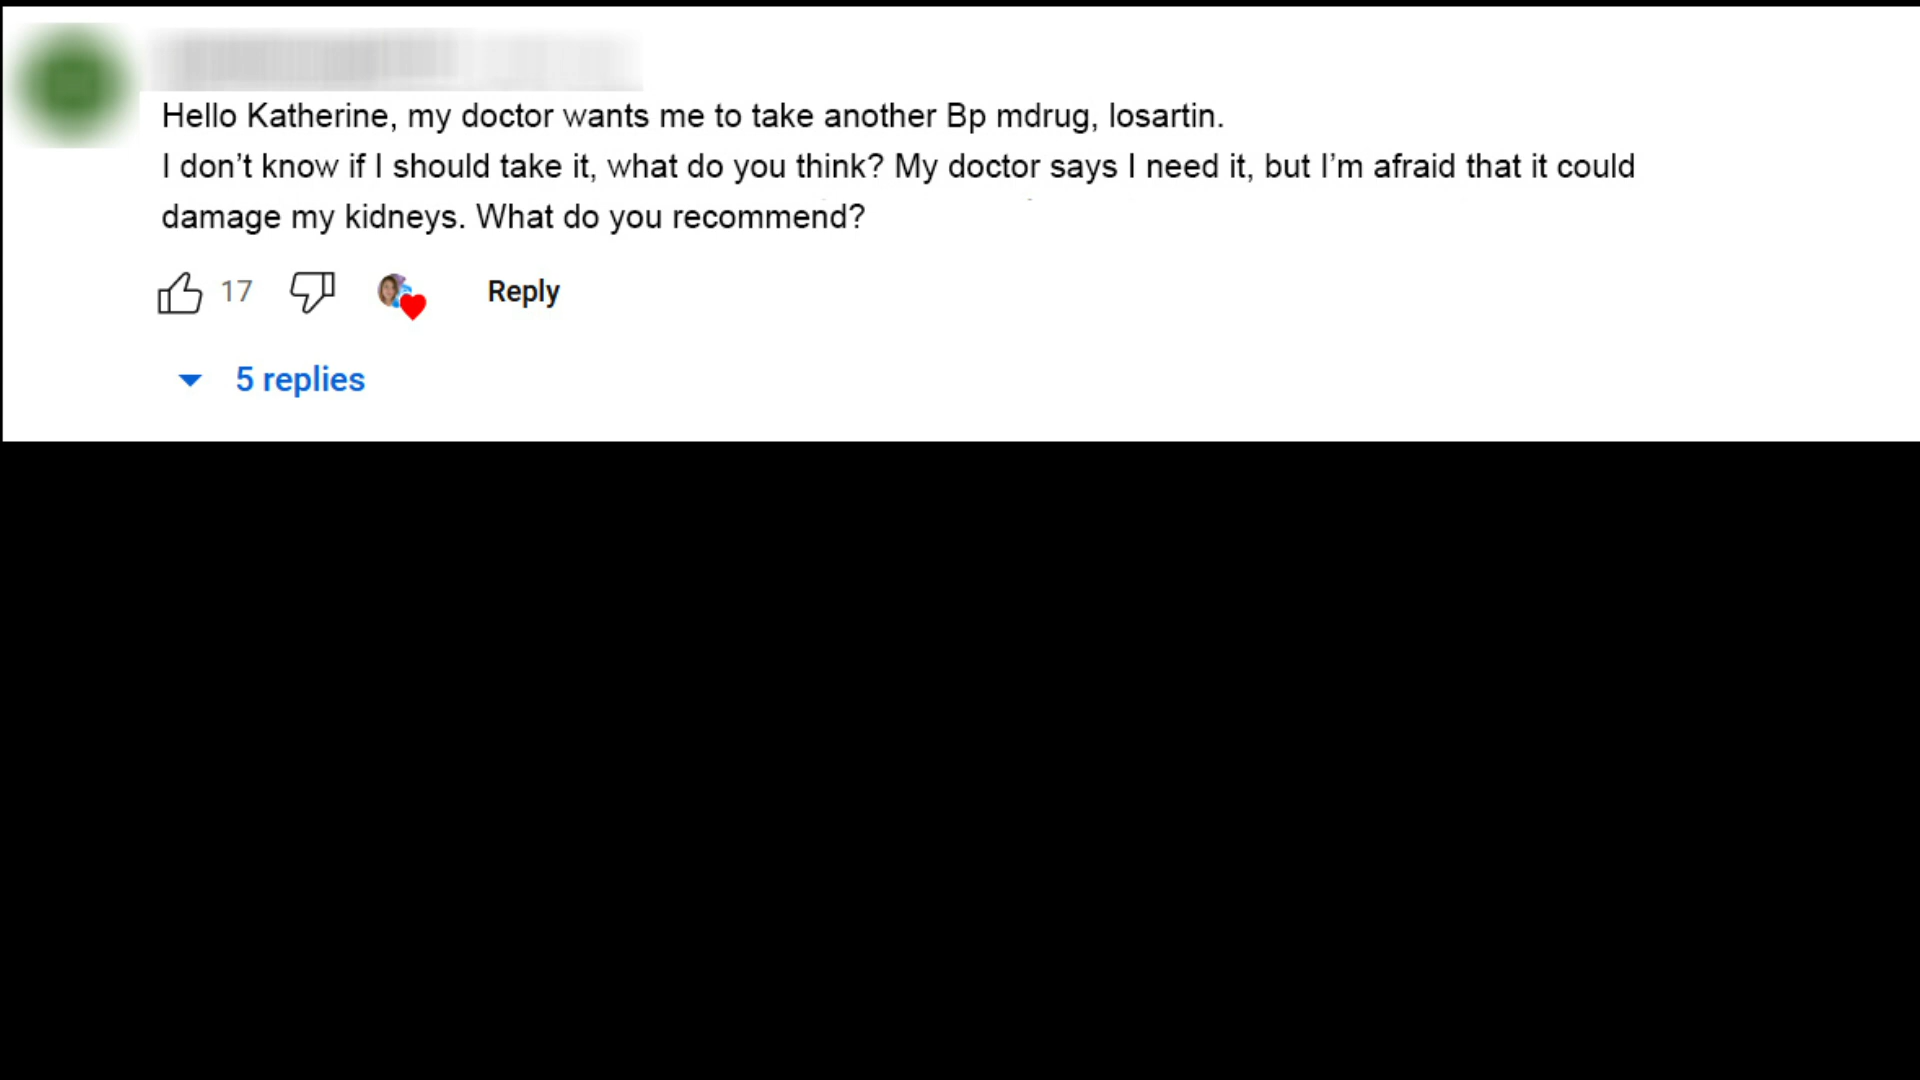 Hello Katherine, my doctor wants me to take another Bp mdrug, losartin.
I don’t know if I should take it, what do you think? My doctor says I need it, but I’m afraid that it could
damage my kidneys. What do you recommend?
17 Reply
5 replies